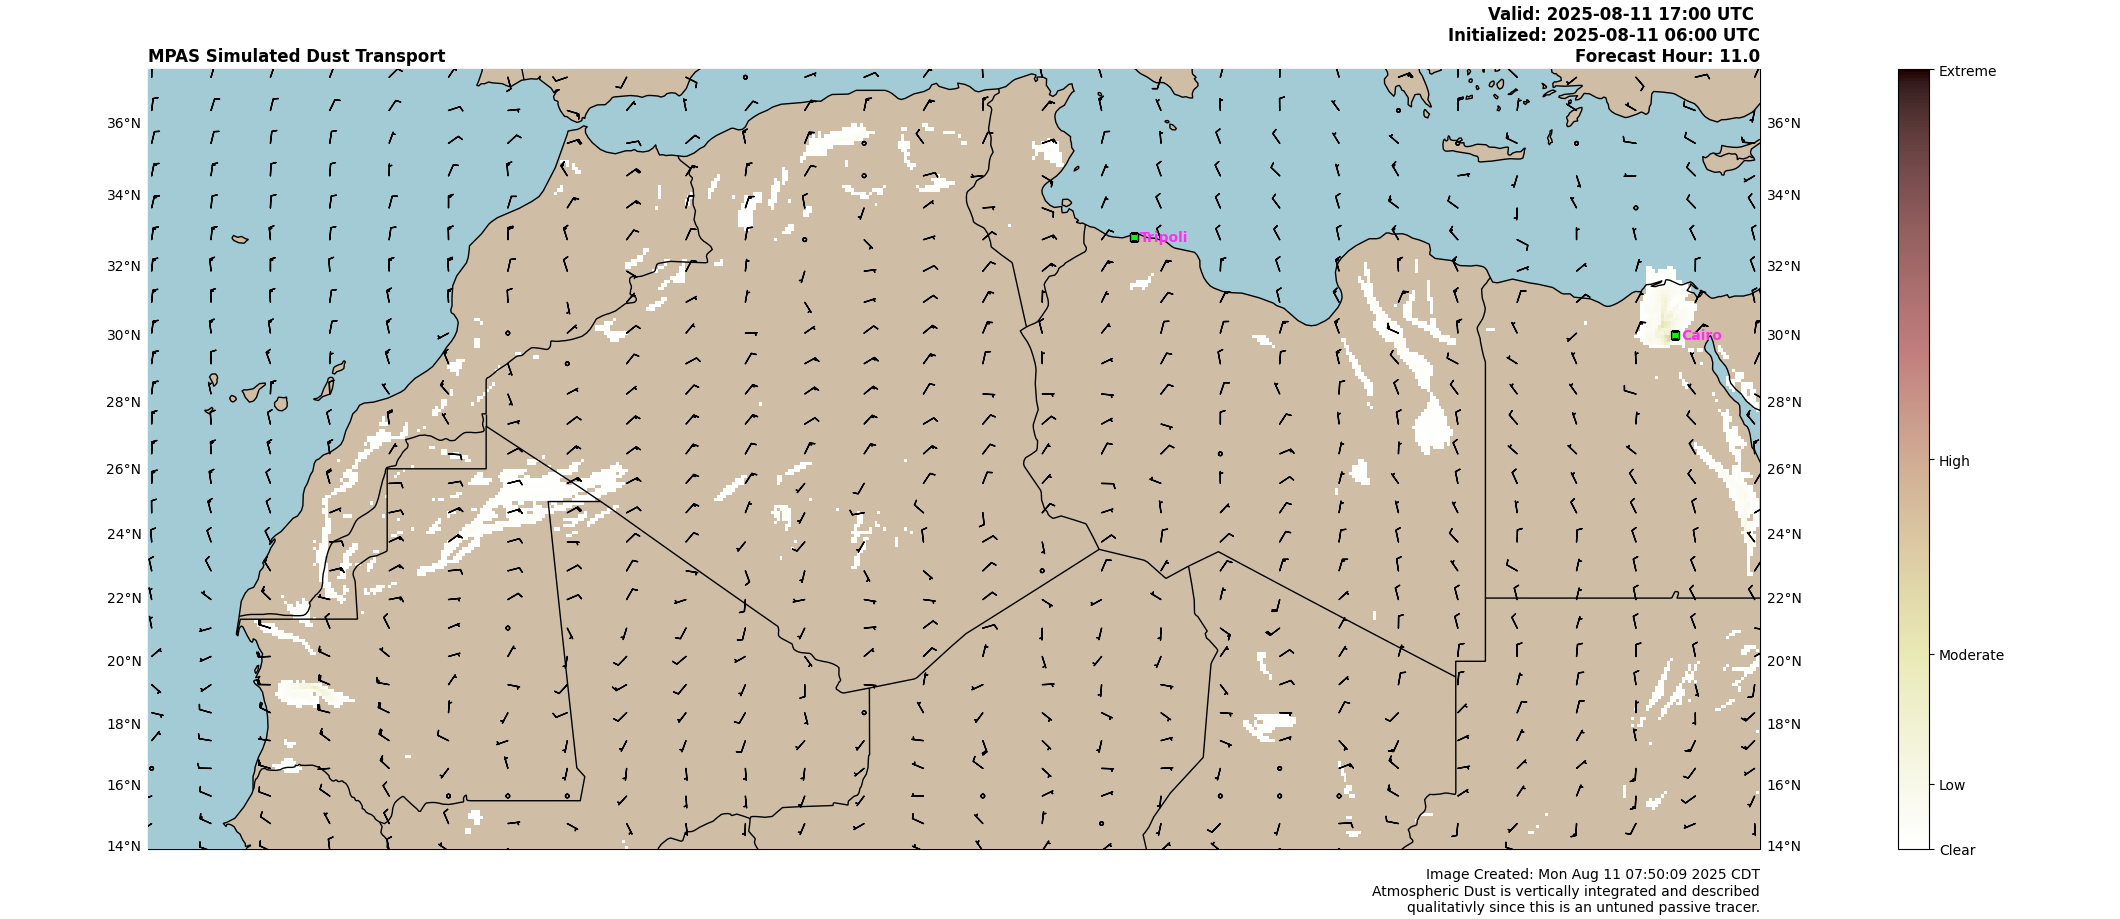 Valid: 2025-08-11 17:00 UTC
Initialized: 2025-08-11 06:00 UTC
MPAS Simulated Dust Transport
Forecast Hour: 11.0
Extreme
36°N
36°N
34°N
34°N
Tripoli
32°N
32°N
30°N
Cairo
30°N
28°N
28°N
High
26°N
26°N
24°N
24°N
22°N
22°N
20°N
20°N
Moderate
18°N
18°N
16°N
16°N
Low
14°N
14°N
Clear
Image Created: Mon Aug 11 07:50:09 2025 CDT
Atmospheric Dust is vertically integrated and described
qualitativly since this is an untuned passive tracer.